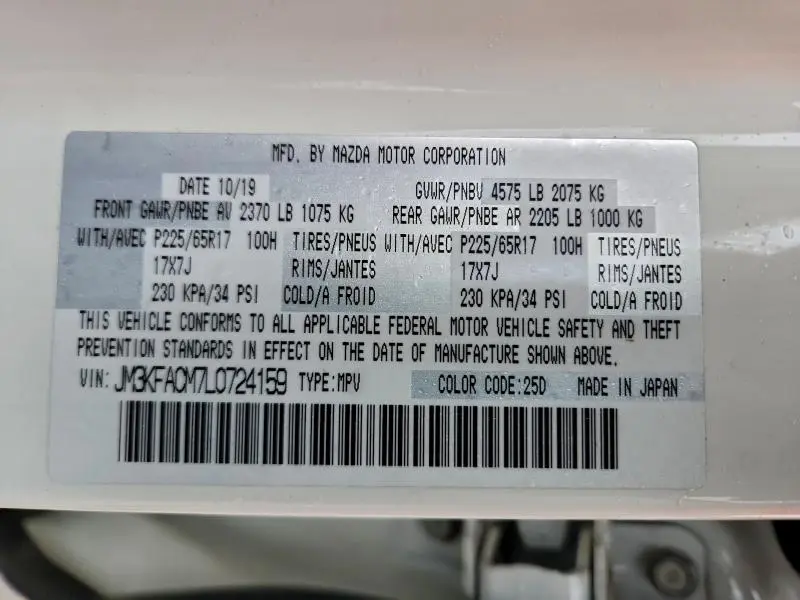 MFD. BY MAZDA MOTOR CORPORATION
DATE 10/19 GVWR/PNBV 4575 LB 2075 KG
FRONT GAWR/PNBE AV 2370 LB 1075 KG REAR GAWR/PNBE AR 2205 LB 1000 KG
WITH/AVEC P225/65R17 100H TIRES/PNEUS WITH/AVEC P225/65R17 100H TIRES/PNEUS
17X7J RIMS/JANTES 17X7J RIMS/JANTES
230 KPA/34 PSI COLD/A FROID 230 KPA/34 PSI COLD/A FROID
THIS VEHICLE CONFORMS TO ALL APPLICABLE FEDERAL MOTOR VEHICLE SAFETY AND THEFT
PREVENTION STANDARDS IN EFFECT ON THE DATE OF MANUFACTURE SHOWN ABOVE.
VIN: JM3KFACM7L0724159 TYPE:MPV COLOR CODE:25D MADE IN JAPAN